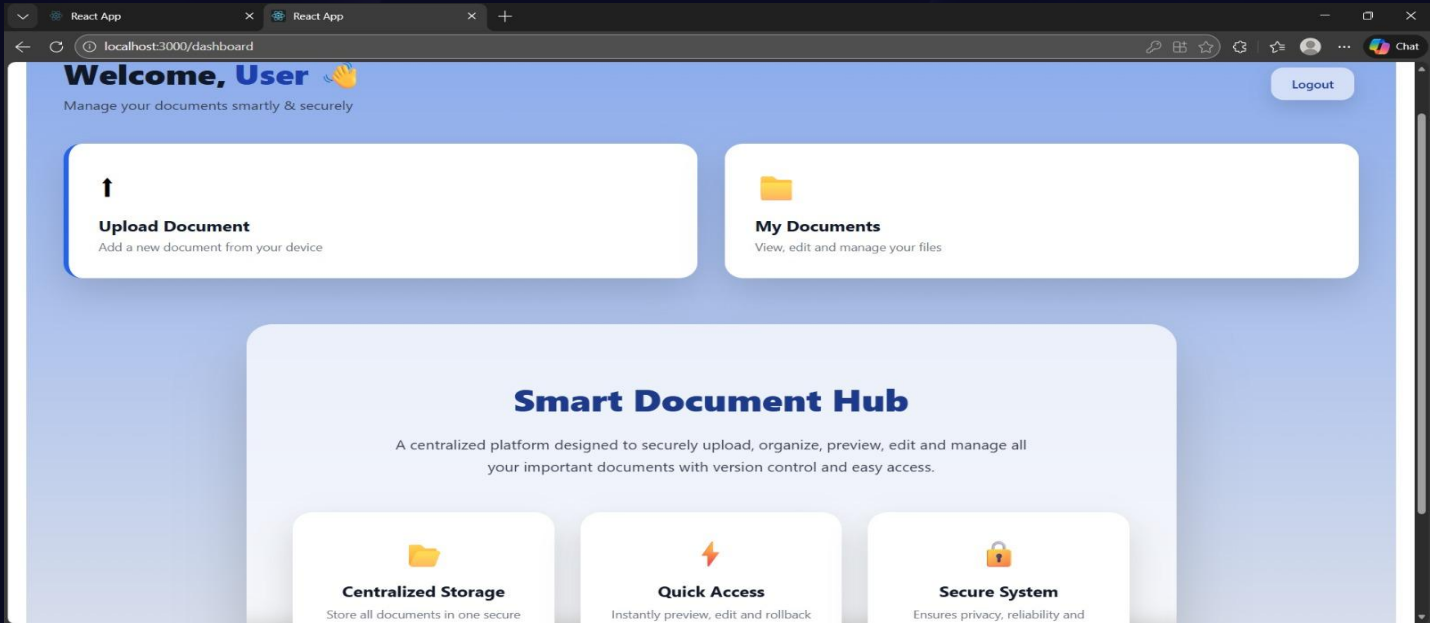 React App
React App
localhost:3000/dashboard
Chat
Welcome, User 👋
Logout
Manage your documents smartly & securely
Upload Document
Add a new document from your device
My Documents
View, edit and manage your files
Smart Document Hub
A centralized platform designed to securely upload, organize, preview, edit and manage all
your important documents with version control and easy access.
Centralized Storage
Store all documents in one secure
Quick Access
Instantly preview, edit and rollback
Secure System
Ensures privacy, reliability and